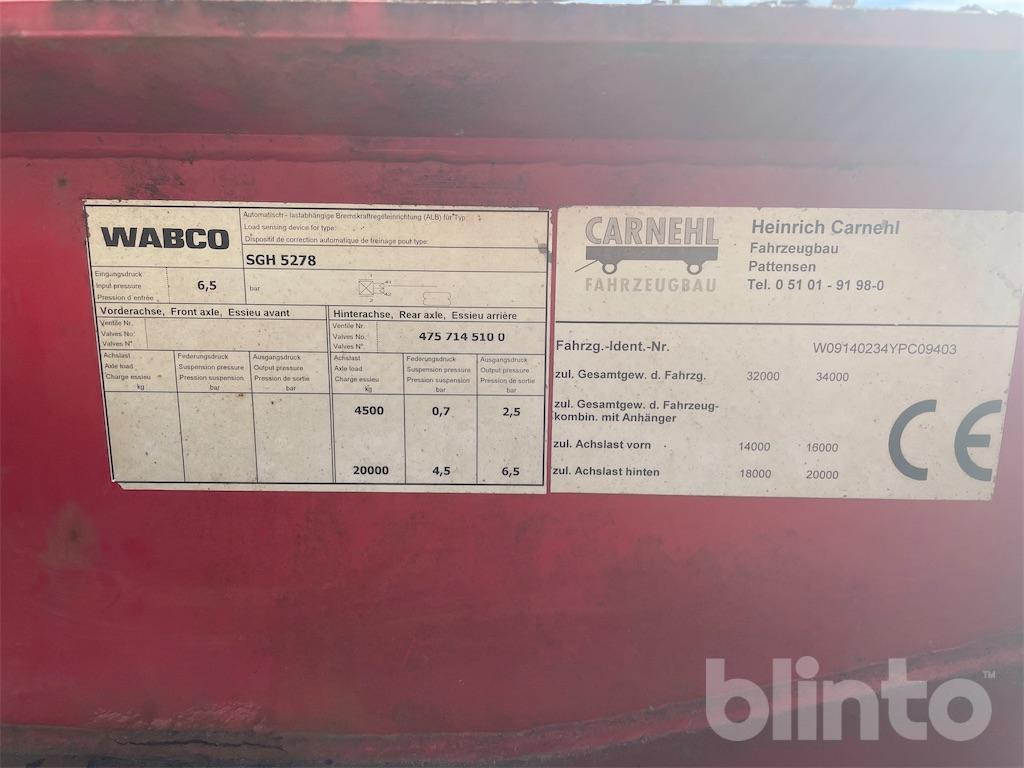 WABCO
Automatisch- lastabhängige Bremskraftregeleinrichtung (ALB) für Typ:
Load sensing device for type:
Dispositif de correction automatique de freinage pout type:
SGH 5278
Eingangsdruck
Input pressure
Pression d´entrée
6,5
bar
1
41
42
2
Vorderachse, Front axle, Essieu avant
Ventile Nr.
Valves No:
Valves N°
Achslast
Axle load
Charge essieu
kg
Federungsdruck
Suspension pressure
Pression suspension
bar
Ausgangsdruck
Output pressure
Pression de sortie
bar
Hinterachse, Rear axle, Essieu arrière
Ventile Nr.
Valves No.
Valves N°
475 714 510 0
Achslast
Axle load
Charge essieu
kg
Federungsdruck
Suspension pressure
Pression suspension
bar
Ausgangsdruck
Output pressure
Pression de sortie
bar
4500 0,7 2,5
20000 4,5 6,5
CARNEHL
FAHRZEUGBAU
Heinrich Carnehl
Fahrzeugbau
Pattensen
Tel. 0 51 01 - 91 98-0
Fahrzg.-Ident.-Nr. W09140234YPC09403
zul. Gesamtgew. d. Fahrzg. 32000 34000
zul. Gesamtgew. d. Fahrzeug-
kombin. mit Anhänger
zul. Achslast vorn 14000 16000
zul. Achslast hinten 18000 20000
CE
blinto™